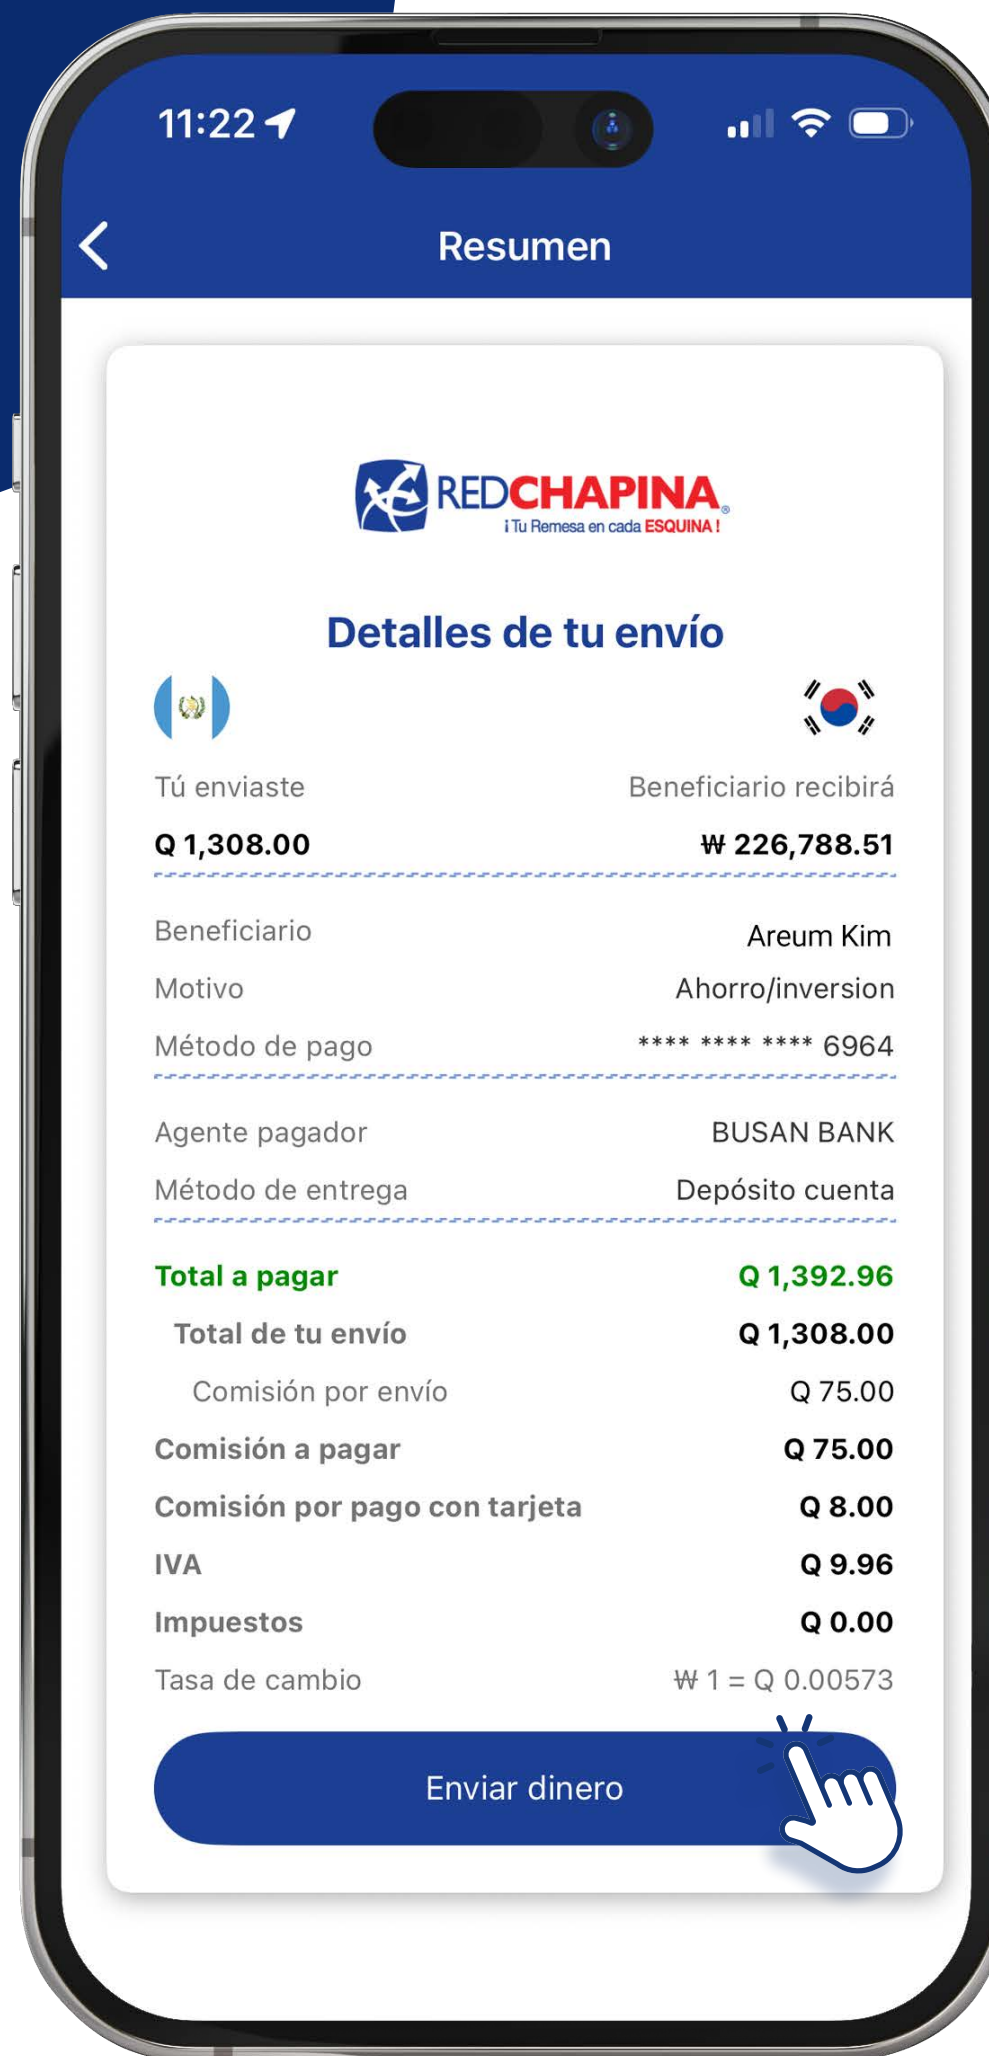 11:22
Resumen
REDCHAPINA®
¡Tu Remesa en cada ESQUINA!
Detalles de tu envío
Tú enviaste Beneficiario recibirá
Q 1,308.00 ₩ 226,788.51
Beneficiario Areum Kim
Motivo Ahorro/inversion
Método de pago **** **** **** 6964
Agente pagador BUSAN BANK
Método de entrega Depósito cuenta
Total a pagar Q 1,392.96
Total de tu envío Q 1,308.00
Comisión por envío Q 75.00
Comisión a pagar Q 75.00
Comisión por pago con tarjeta Q 8.00
IVA Q 9.96
Impuestos Q 0.00
Tasa de cambio ₩ 1 = Q 0.00573
Enviar dinero